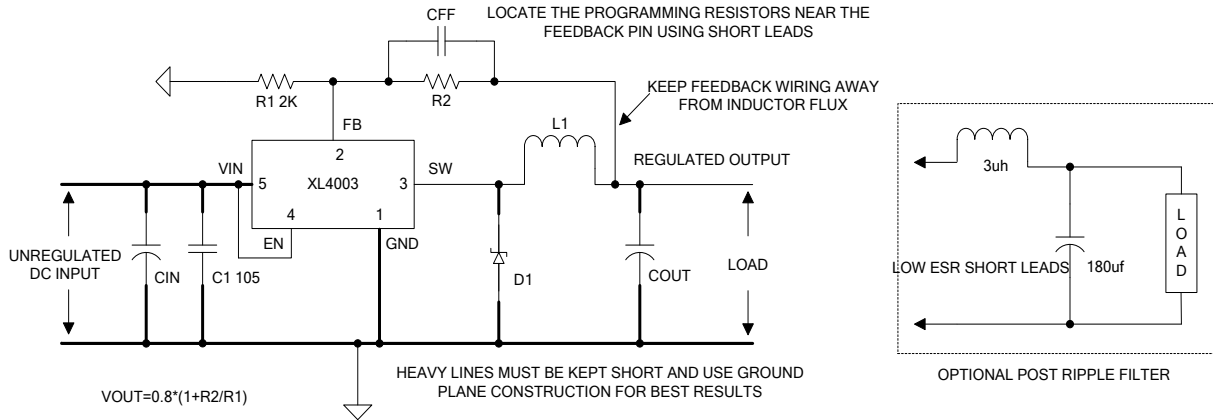 CFF
LOCATE THE PROGRAMMING RESISTORS NEAR THE
FEEDBACK PIN USING SHORT LEADS
R1 2K
R2
KEEP FEEDBACK WIRING AWAY
FROM INDUCTOR FLUX
FB
L1
2
VIN
SW
REGULATED OUTPUT
5
XL4003
3
4
1
EN
GND
UNREGULATED
DC INPUT
CIN
C1 105
D1
COUT
LOAD
HEAVY LINES MUST BE KEPT SHORT AND USE GROUND
PLANE CONSTRUCTION FOR BEST RESULTS
VOUT=0.8*(1+R2/R1)
3uh
LOW ESR SHORT LEADS
180uf
L
O
A
D
OPTIONAL POST RIPPLE FILTER